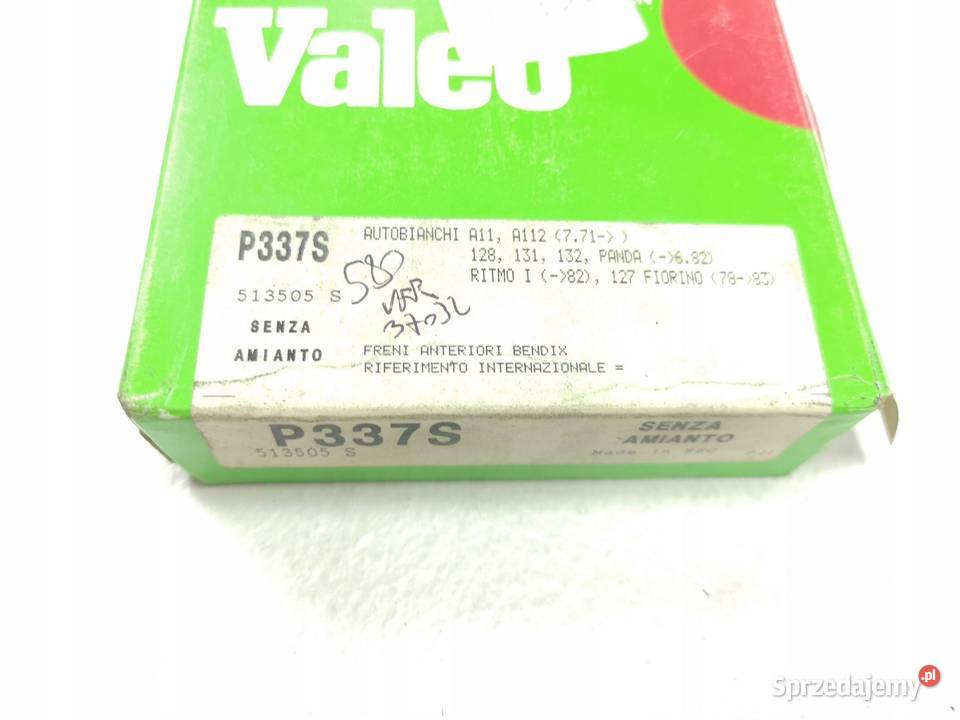 Valeo
P337S
AUTOBIANCHI A11, A112 (7.71-> )
128, 131, 132, PANDA (->6.82)
RITMO I (->82), 127 FIORINO (78->83)
513505 S
580
37032
SENZA
AMIANTO
FRENI ANTERIORI BENDIX
RIFERIMENTO INTERNAZIONALE =
P337S
513505 S
SENZA
AMIANTO
Made in EEC
Sprzedajemy.pl